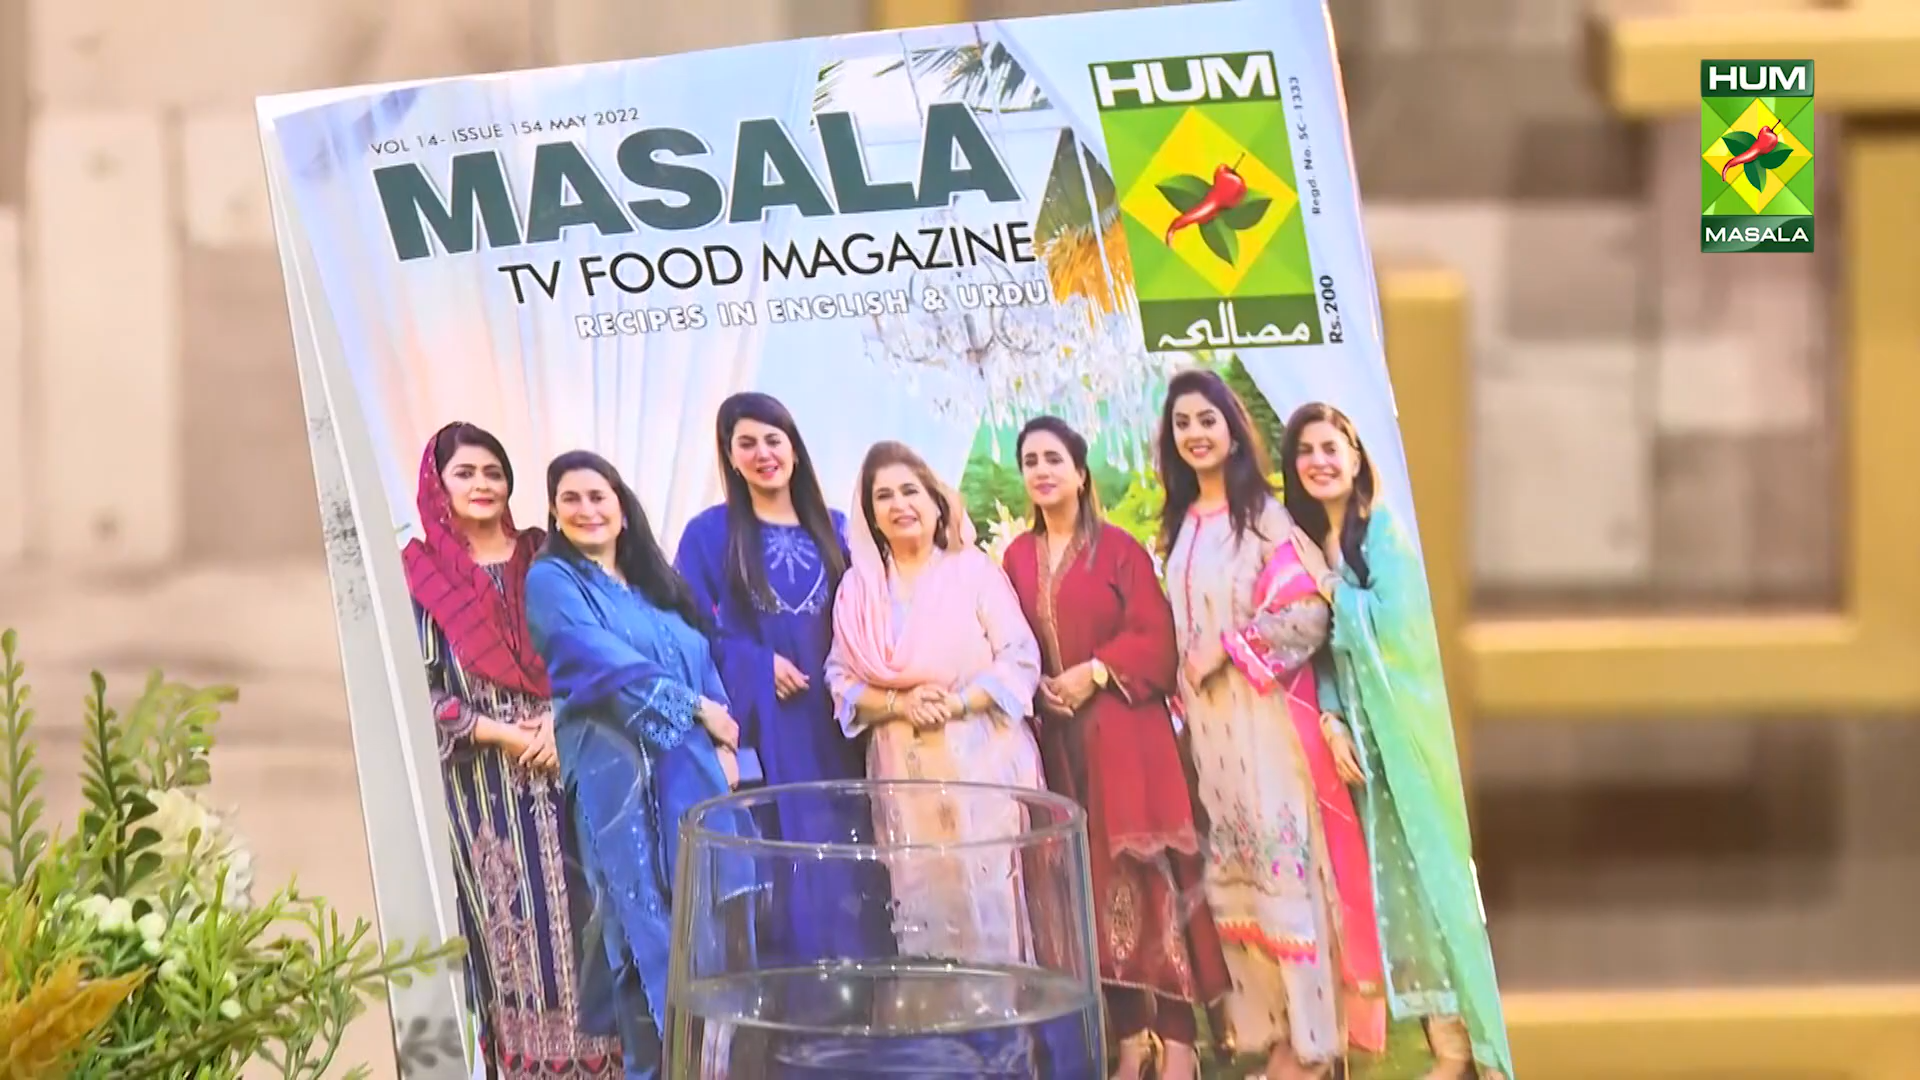 VOL 14- ISSUE 154 MAY 2022
MASALA
TV FOOD MAGAZINE
RECIPES IN ENGLISH & URDU
HUM
مصالحہ
Regd. No. SC- 1333
Rs.200
HUM
MASALA